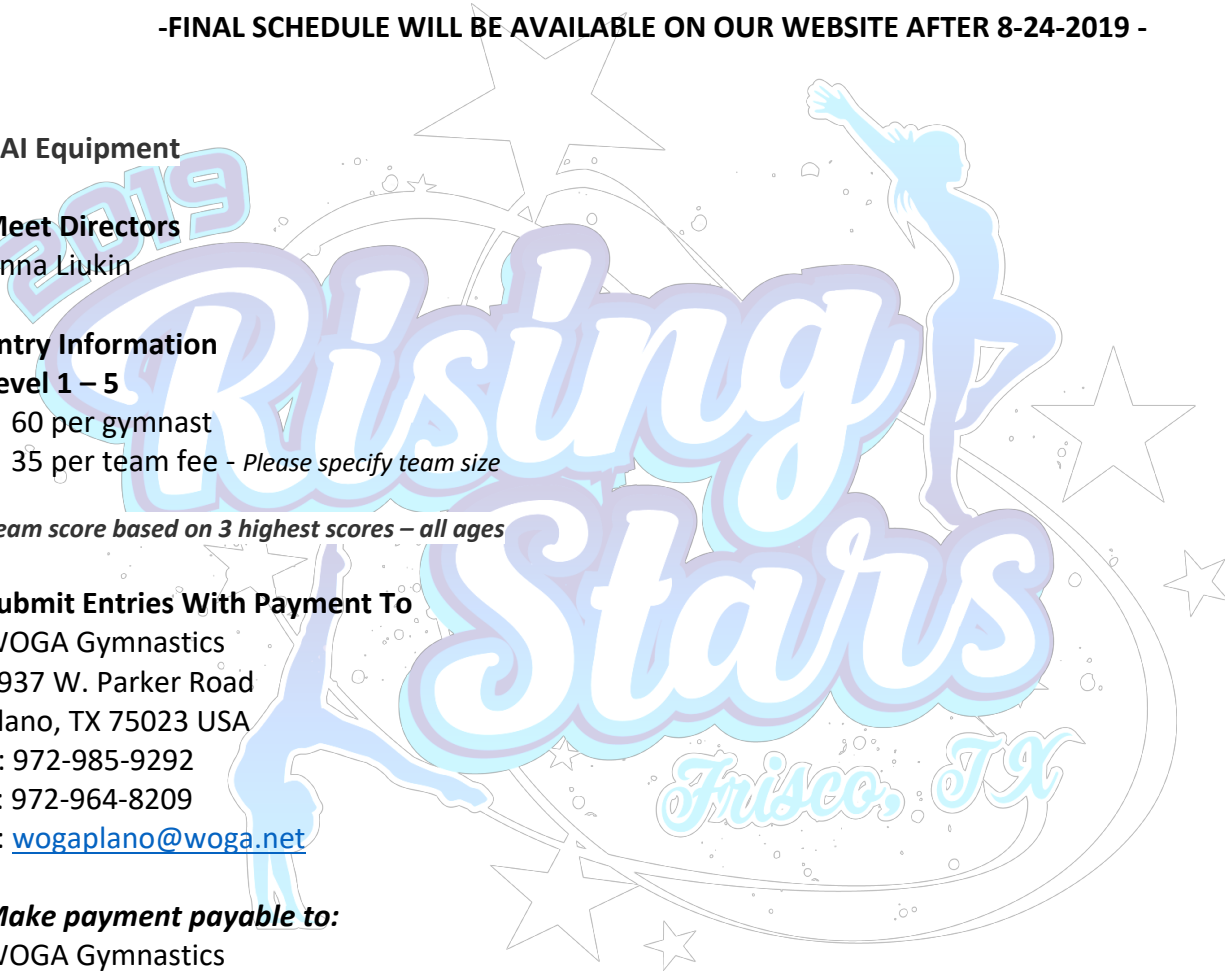 -FINAL SCHEDULE WILL BE AVAILABLE ON OUR WEBSITE AFTER 8-24-2019 -
AI Equipment
2019
Meet Directors
nna Liukin
Rising
ntry Information
evel 1 – 5
60 per gymnast
35 per team fee - Please specify team size
eam score based on 3 highest scores – all ages
Stars
ubmit Entries With Payment To
WOGA Gymnastics
937 W. Parker Road
lano, TX 75023 USA
: 972-985-9292
: 972-964-8209
Frisco, TX
: wogaplano@woga.net
Make payment payable to:
WOGA Gymnastics